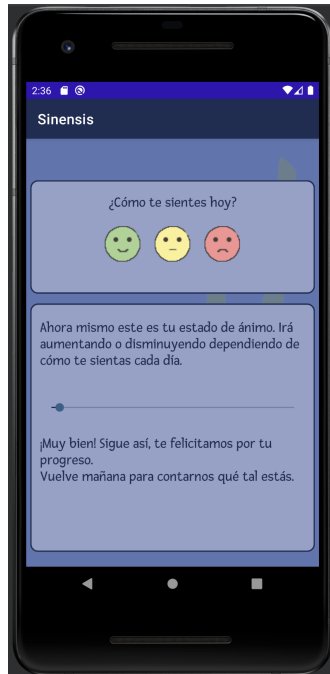 2:36
Sinensis
¿Cómo te sientes hoy?
Ahora mismo este es tu estado de ánimo. Irá
aumentando o disminuyendo dependiendo de
cómo te sientas cada día.
¡Muy bien! Sigue así, te felicitamos por tu
progreso.
Vuelve mañana para contarnos qué tal estás.